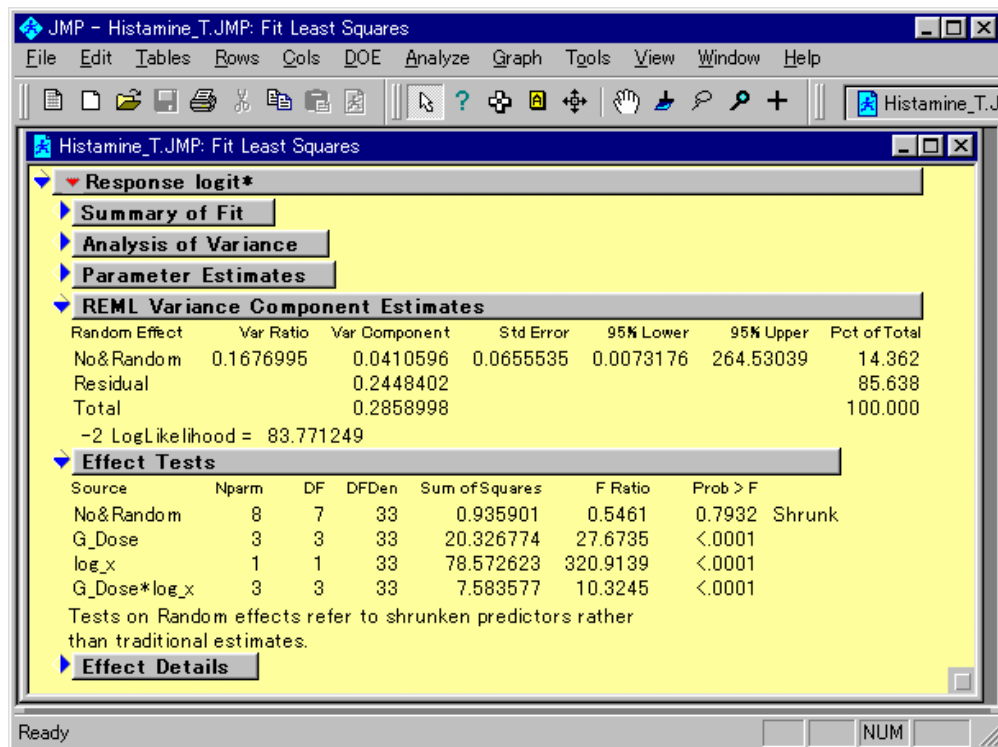 JMP - Histamine_T.JMP: Fit Least Squares
File Edit Tables Rows Cols DOE Analyze Graph Tools View Window Help
? A Histamine_T.J
Histamine_T.JMP: Fit Least Squares
Response logit*
Summary of Fit
Analysis of Variance
Parameter Estimates
REML Variance Component Estimates
Random Effect Var Ratio Var Component Std Error 95% Lower 95% Upper Pct of Total
No&Random 0.1676995 0.0410596 0.0655535 0.0073176 264.53039 14.362
Residual 0.2448402 85.638
Total 0.2858998 100.000
-2 LogLikelihood = 83.771249
Effect Tests
Source Nparm DF DFDen Sum of Squares F Ratio Prob > F
No&Random 8 7 33 0.935901 0.5461 0.7932 Shrunk
G_Dose 3 3 33 20.326774 27.6735 <.0001
log_x 1 1 33 78.572623 320.9139 <.0001
G_Dose*log_x 3 3 33 7.583577 10.3245 <.0001
Tests on Random effects refer to shrunken predictors rather
than traditional estimates.
Effect Details
Ready NUM